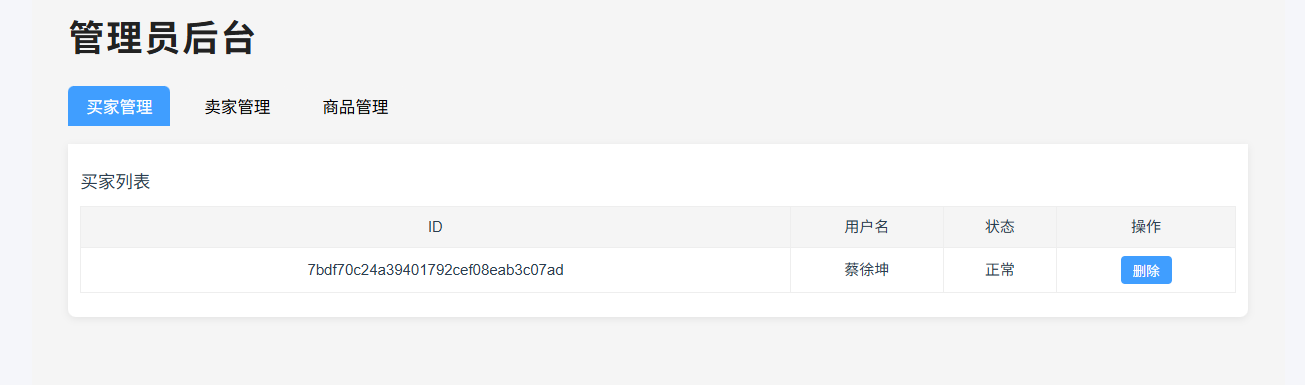 管理员后台
买家管理 卖家管理 商品管理
买家列表
ID 用户名 状态 操作
7bdf70c24a39401792cef08eab3c07ad 蔡徐坤 正常 删除